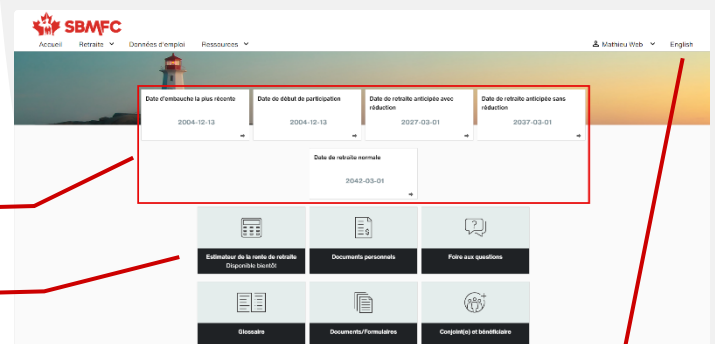 SBMFC
Accueil Retraite Données d'emploi Ressources Mathieu Web English
Date d'embauche la plus récente
2004-12-13
Date de début de participation
2004-12-13
Date de retraite anticipée avec
réduction
2027-03-01
Date de retraite anticipée sans
réduction
2037-03-01
Date de retraite normale
2042-03-01
Estimateur de la rente de retraite
Disponible bientôt
Documents personnels
Foire aux questions
Glossaire
Documents/Formulaires
Conjoint(e) et bénéficiaire